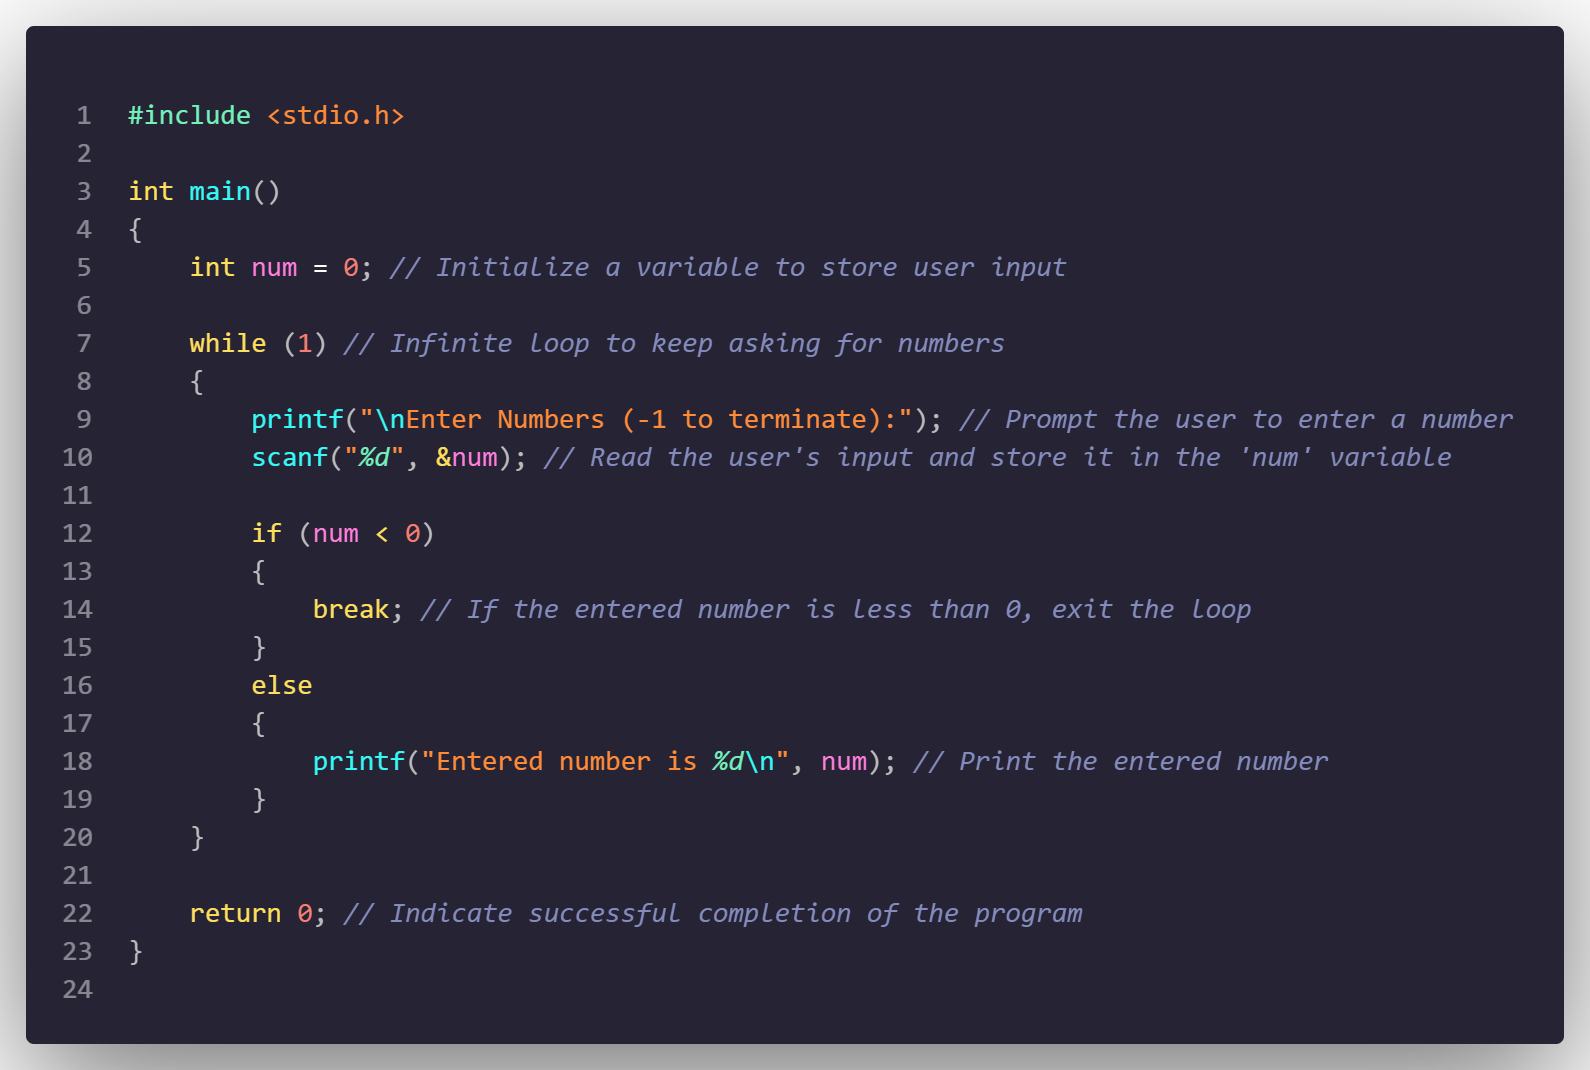 1 #include <stdio.h>
2
3 int main()
4 {
5     int num = 0; // Initialize a variable to store user input
6
7     while (1) // Infinite loop to keep asking for numbers
8     {
9         printf("\nEnter Numbers (-1 to terminate):"); // Prompt the user to enter a number
10         scanf("%d", &num); // Read the user's input and store it in the 'num' variable
11
12         if (num < 0)
13         {
14             break; // If the entered number is less than 0, exit the loop
15         }
16         else
17         {
18             printf("Entered number is %d\n", num); // Print the entered number
19         }
20     }
21
22     return 0; // Indicate successful completion of the program
23 }
24